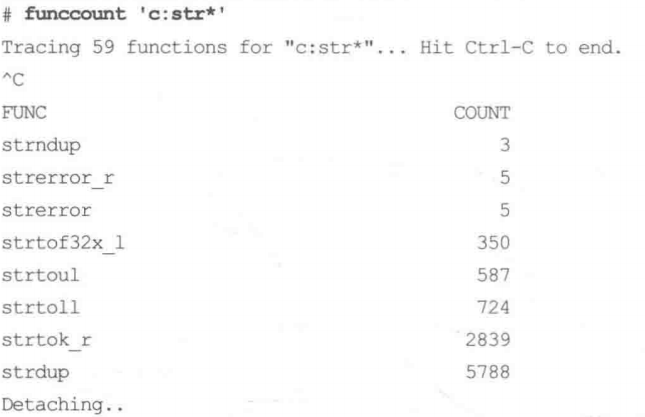 # funccount 'c:str*'
Tracing 59 functions for "c:str*"... Hit Ctrl-C to end.
^C
FUNC COUNT
strndup 3
strerror_r 5
strerror 5
strtof32x_l 350
strtoul 587
strtoll 724
strtok_r 2839
strdup 5788
Detaching..